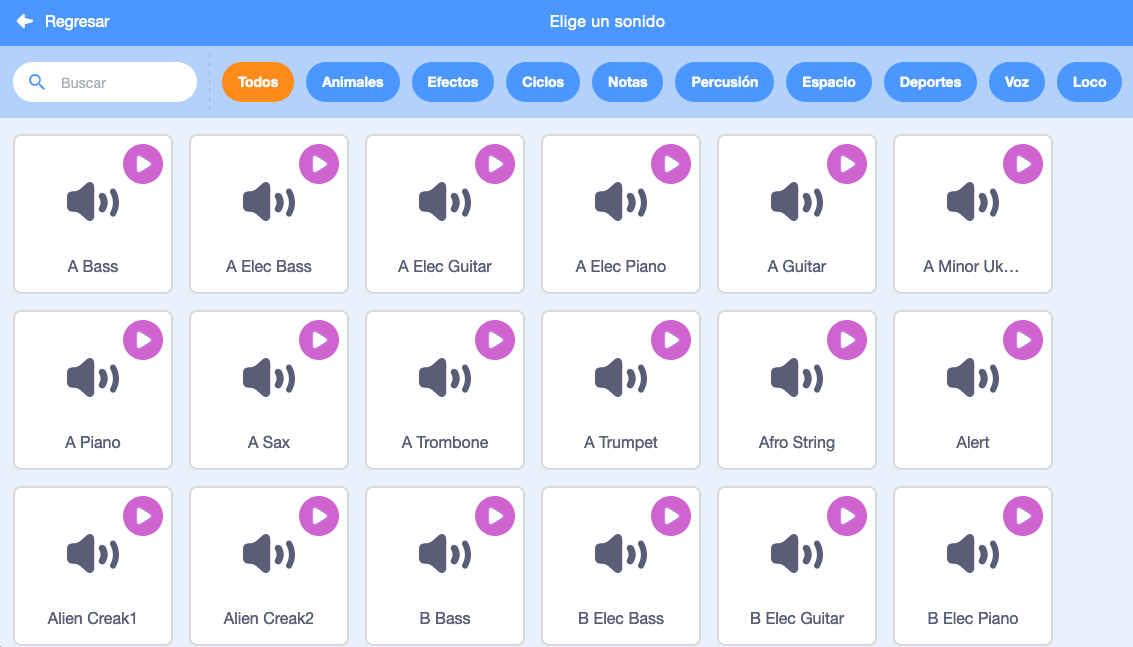 Regresar
Elige un sonido
Buscar
Todos
Animales
Efectos
Ciclos
Notas
Percusión
Espacio
Deportes
Voz
Loco
A Bass
A Elec Bass
A Elec Guitar
A Elec Piano
A Guitar
A Minor Uk…
A Piano
A Sax
A Trombone
A Trumpet
Afro String
Alert
Alien Creak1
Alien Creak2
B Bass
B Elec Bass
B Elec Guitar
B Elec Piano